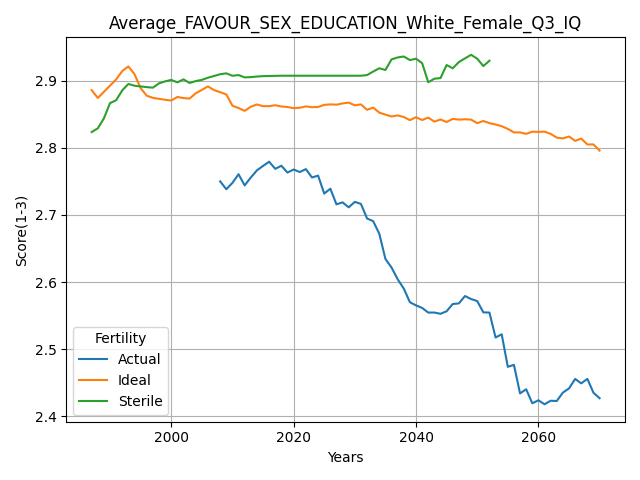 Average_FAVOUR_SEX_EDUCATION_White_Female_Q3_IQ
2.9
2.8
2.7
2.6
2.5
2.4
Score(1-3)
Fertility
Actual
Ideal
Sterile
2000 2020 2040 2060
Years